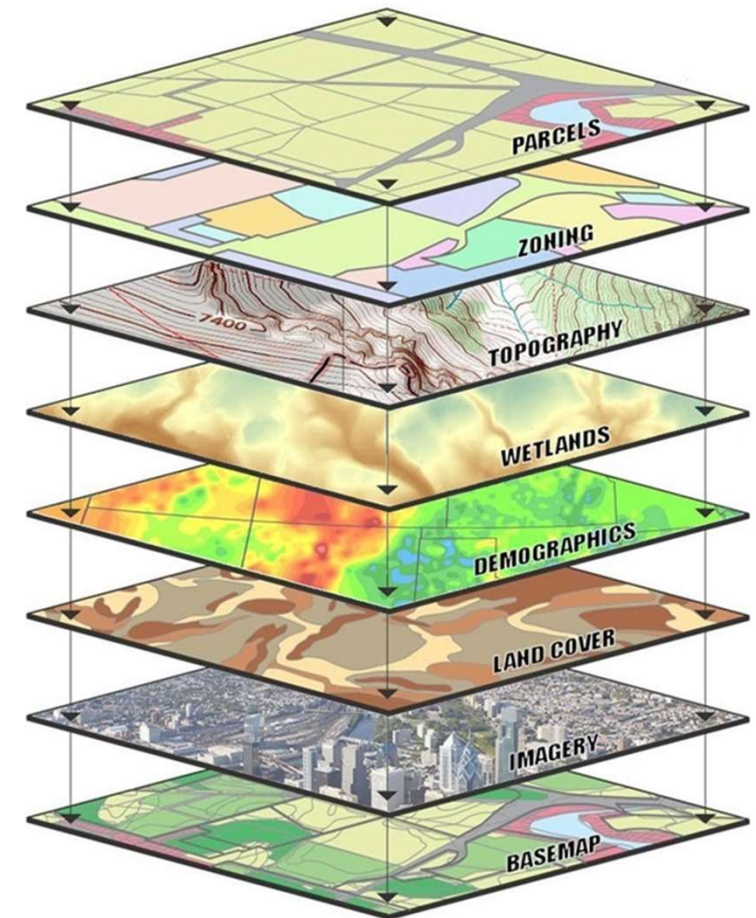 PARCELS
ZONING
7400
TOPOGRAPHY
WETLANDS
DEMOGRAPHICS
LAND COVER
IMAGERY
BASEMAP